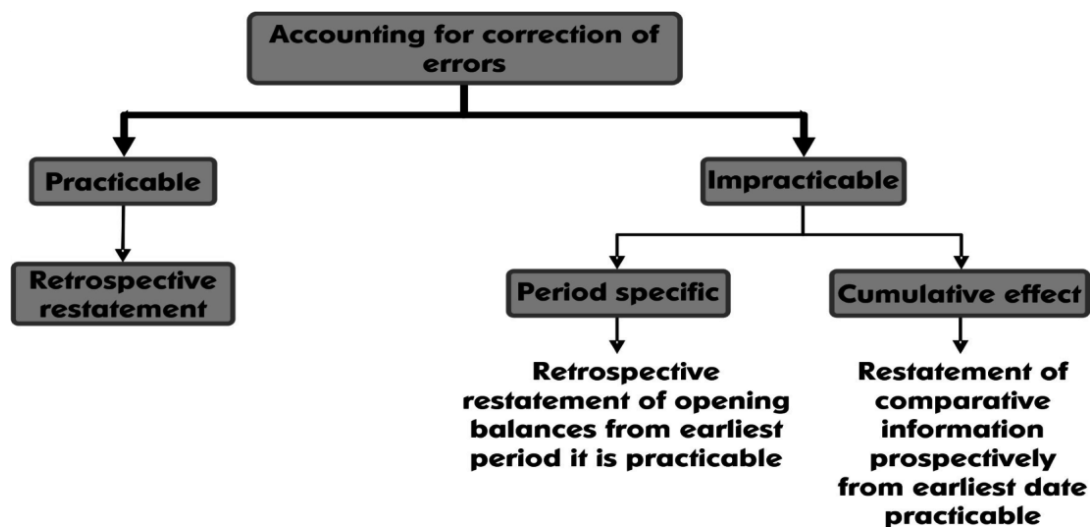 Accounting for correction of
errors
Practicable
Impracticable
Retrospective
restatement
Period specific
Cumulative effect
Retrospective
restatement of opening
balances from earliest
period it is practicable
Restatement of
comparative
information
prospectively
from earliest date
practicable